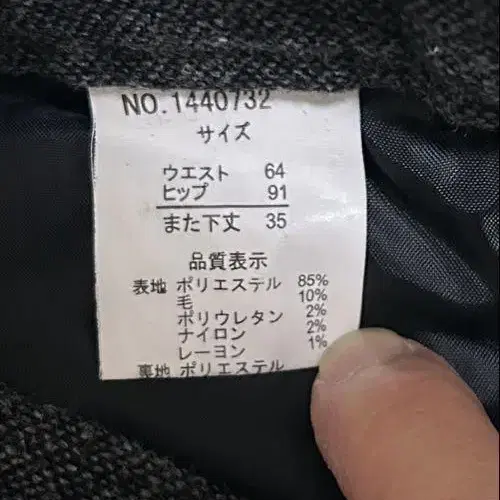 NO.1440732
サイズ
ウエスト 64
ヒップ 91
また下丈 35
品質表示
表地 ポリエステル 85%
毛 10%
ポリウレタン 2%
ナイロン 2%
レーヨン 1%
裏地 ポリエステル